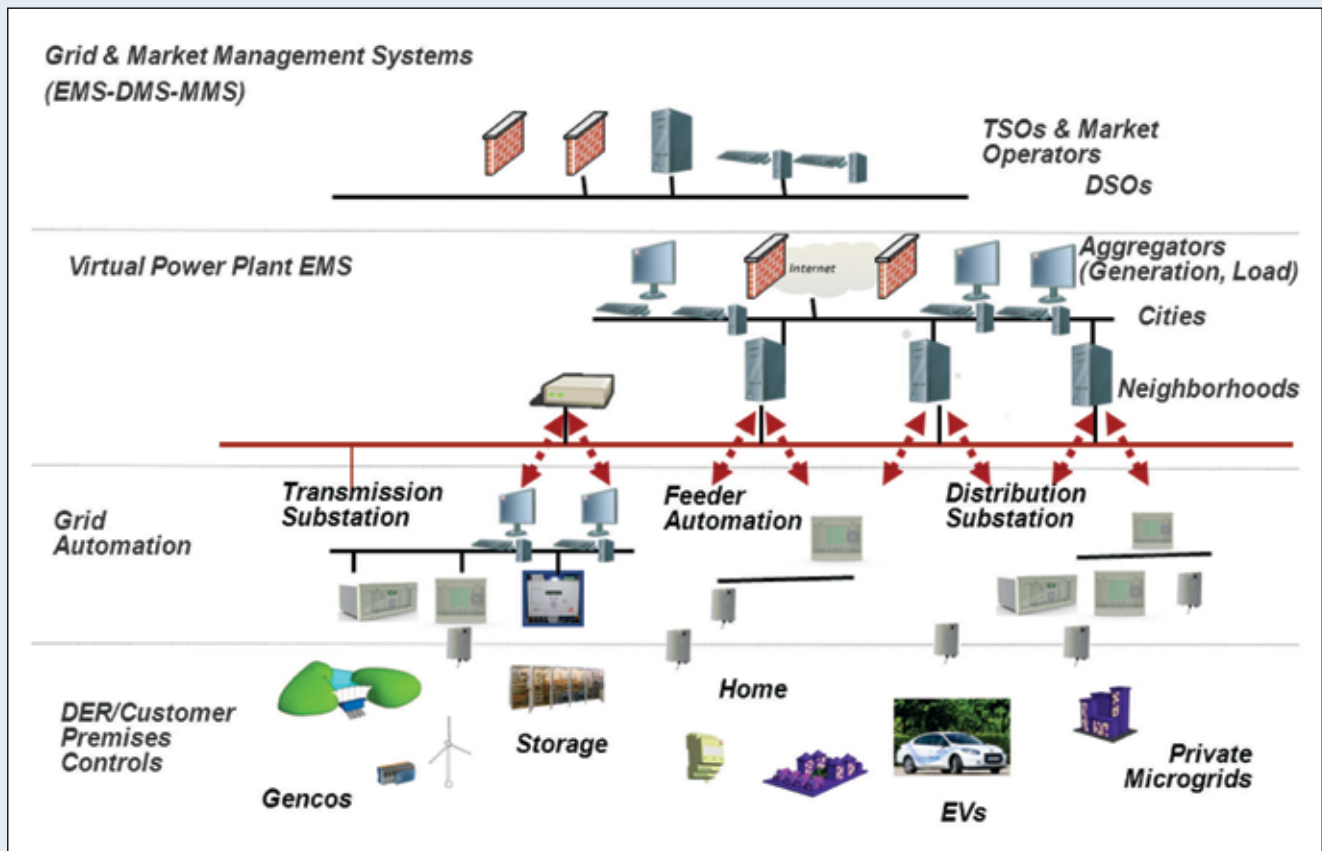 Grid & Market Management Systems
(EMS-DMS-MMS)
TSOs & Market
Operators
DSOs
Virtual Power Plant EMS
Internet
Aggregators
(Generation, Load)
Cities
Neighborhoods
Transmission
Substation
Feeder
Automation
Distribution
Substation
Grid
Automation
DER/Customer
Premises
Controls
Gencos
Storage
Home
EVs
Private
Microgrids